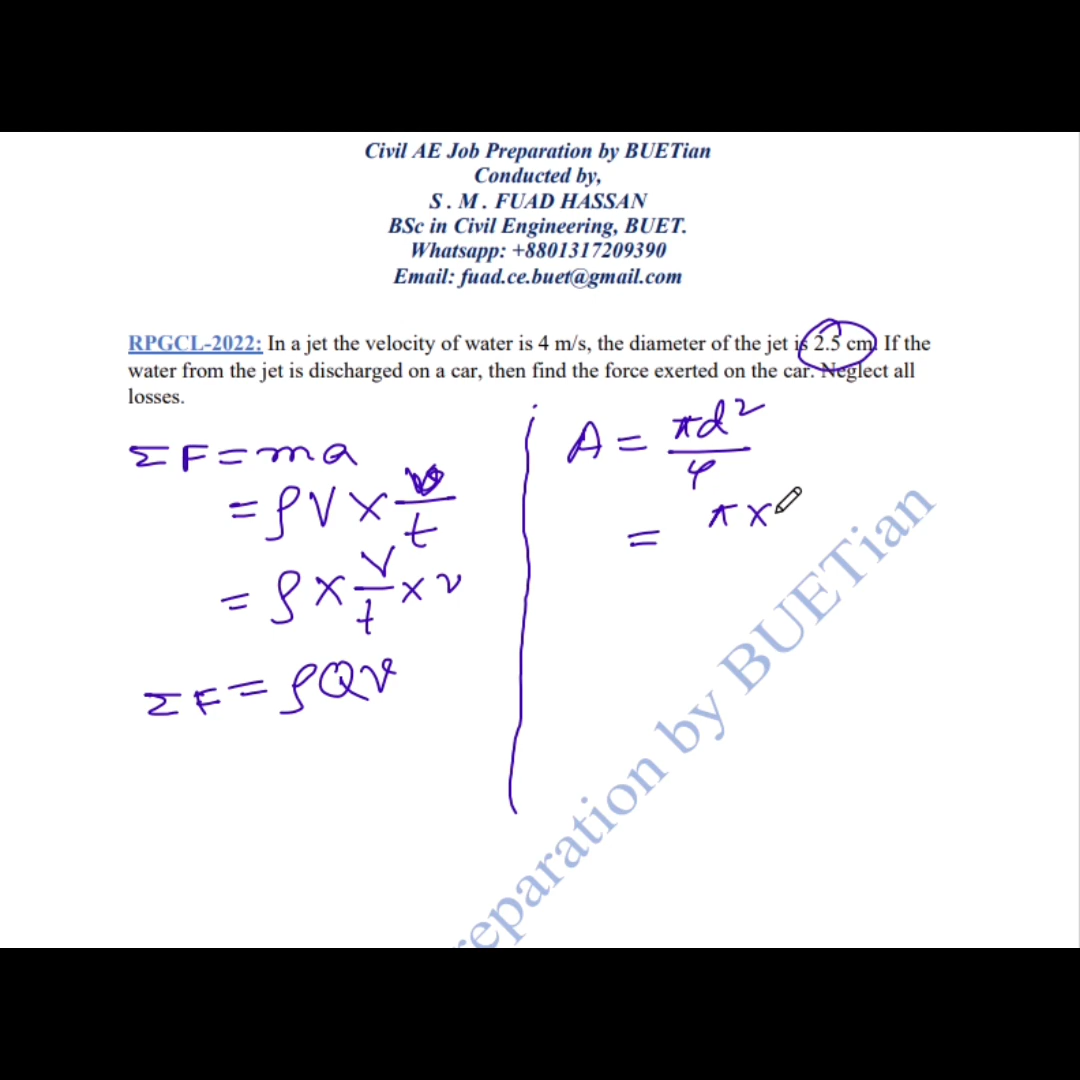 Civil AE Job Preparation by BUETian
Conducted by,
S . M . FUAD HASSAN
BSc in Civil Engineering, BUET.
Whatsapp: +8801317209390
Email: fuad.ce.buet@gmail.com
RPGCL-2022: In a jet the velocity of water is 4 m/s, the diameter of the jet is 2.5 cm. If the
water from the jet is discharged on a car, then find the force exerted on the car. Neglect all
losses.
ΣF = ma
= ρV × v/t
= ρ × V/t × v
ΣF = ρQv
A = πd²/4
= π×
reparation by BUETian